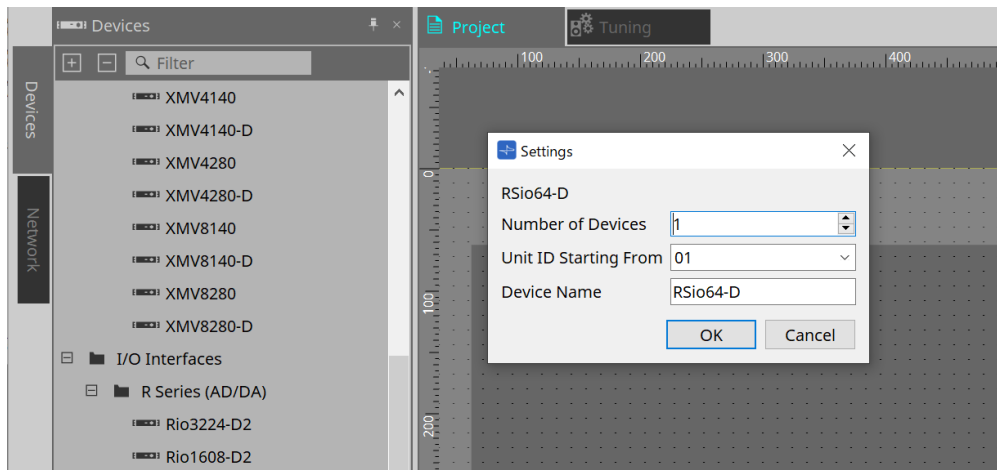 Devices
Project
Tuning
Filter
100
200
300
400
Devices
Network
XMV4140
XMV4140-D
XMV4280
XMV4280-D
XMV8140
XMV8140-D
XMV8280
XMV8280-D
I/O Interfaces
R Series (AD/DA)
Rio3224-D2
Rio1608-D2
0
100
200
Settings
RSio64-D
Number of Devices 1
Unit ID Starting From 01
Device Name RSio64-D
OK Cancel